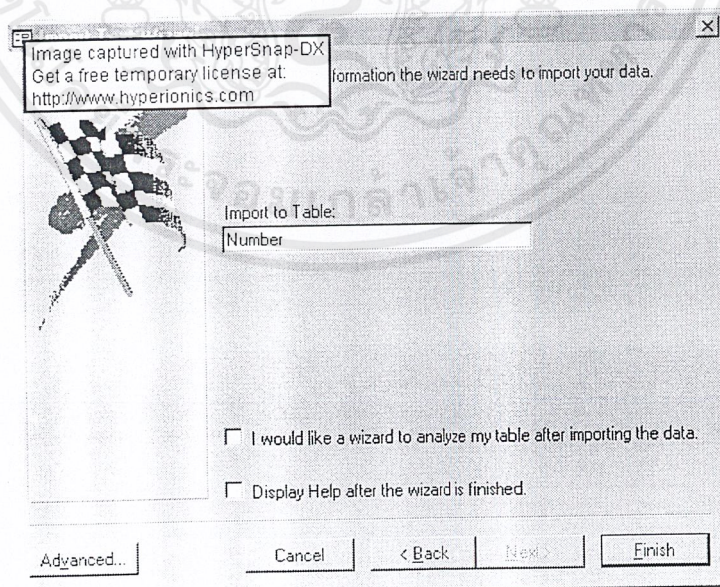 Image captured with HyperSnap-DX
Get a free temporary license at:
http://www.hyperionics.com
formation the wizard needs to import your data.
Import to Table:
Number
I would like a wizard to analyze my table after importing the data.
Display Help after the wizard is finished.
Advanced... Cancel < Back Next > Finish